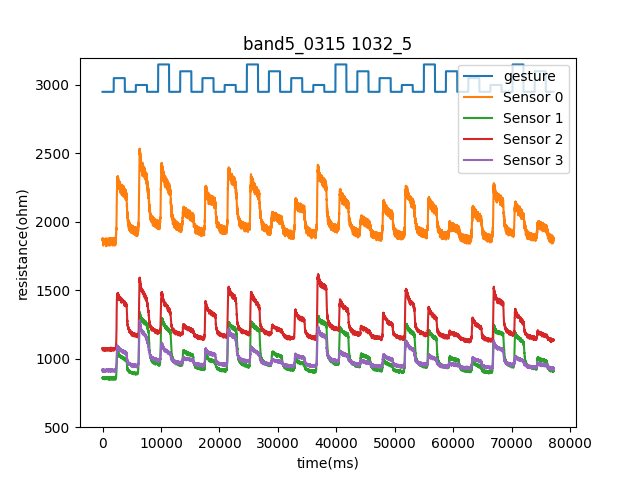 band5_0315 1032_5
gesture
Sensor 0
Sensor 1
Sensor 2
Sensor 3
resistance(ohm)
3000
2500
2000
1500
1000
500
0 10000 20000 30000 40000 50000 60000 70000 80000
time(ms)